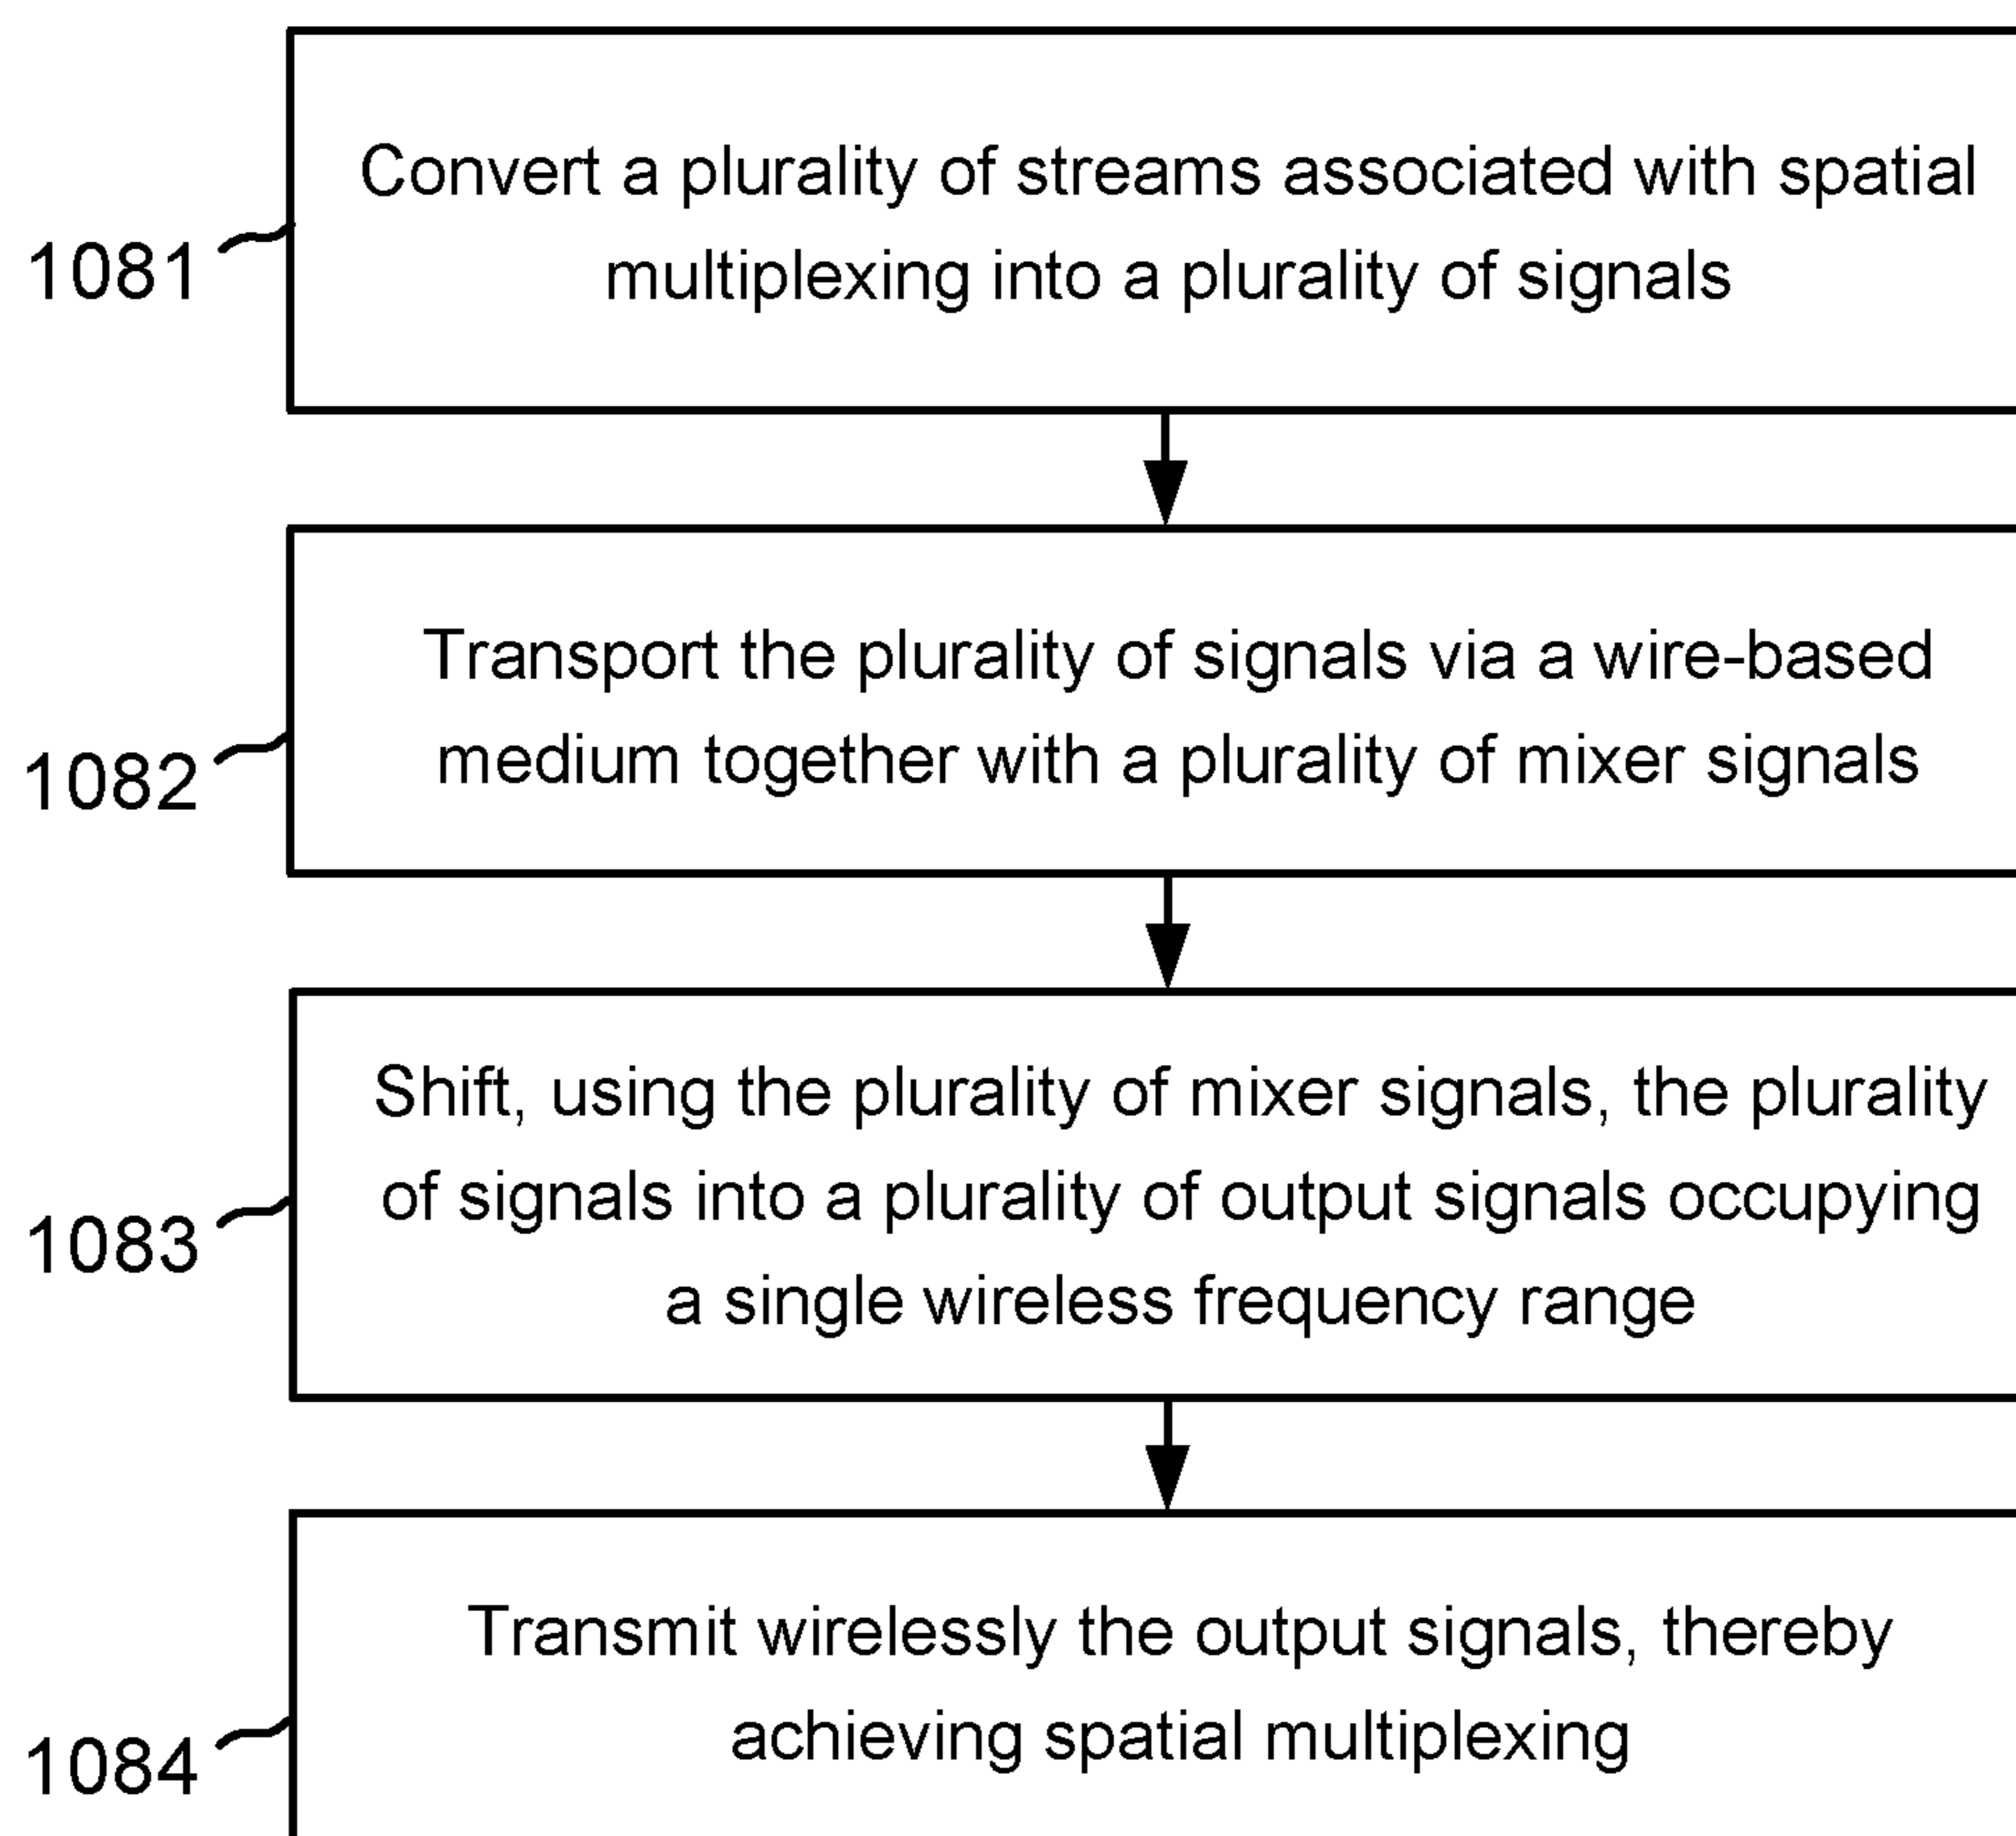 Convert a plurality of streams associated with spatial
multiplexing into a plurality of signals
1081
Transport the plurality of signals via a wire-based
medium together with a plurality of mixer signals
1082
Shift, using the plurality of mixer signals, the plurality
of signals into a plurality of output signals occupying
a single wireless frequency range
1083
Transmit wirelessly the output signals, thereby
achieving spatial multiplexing
1084